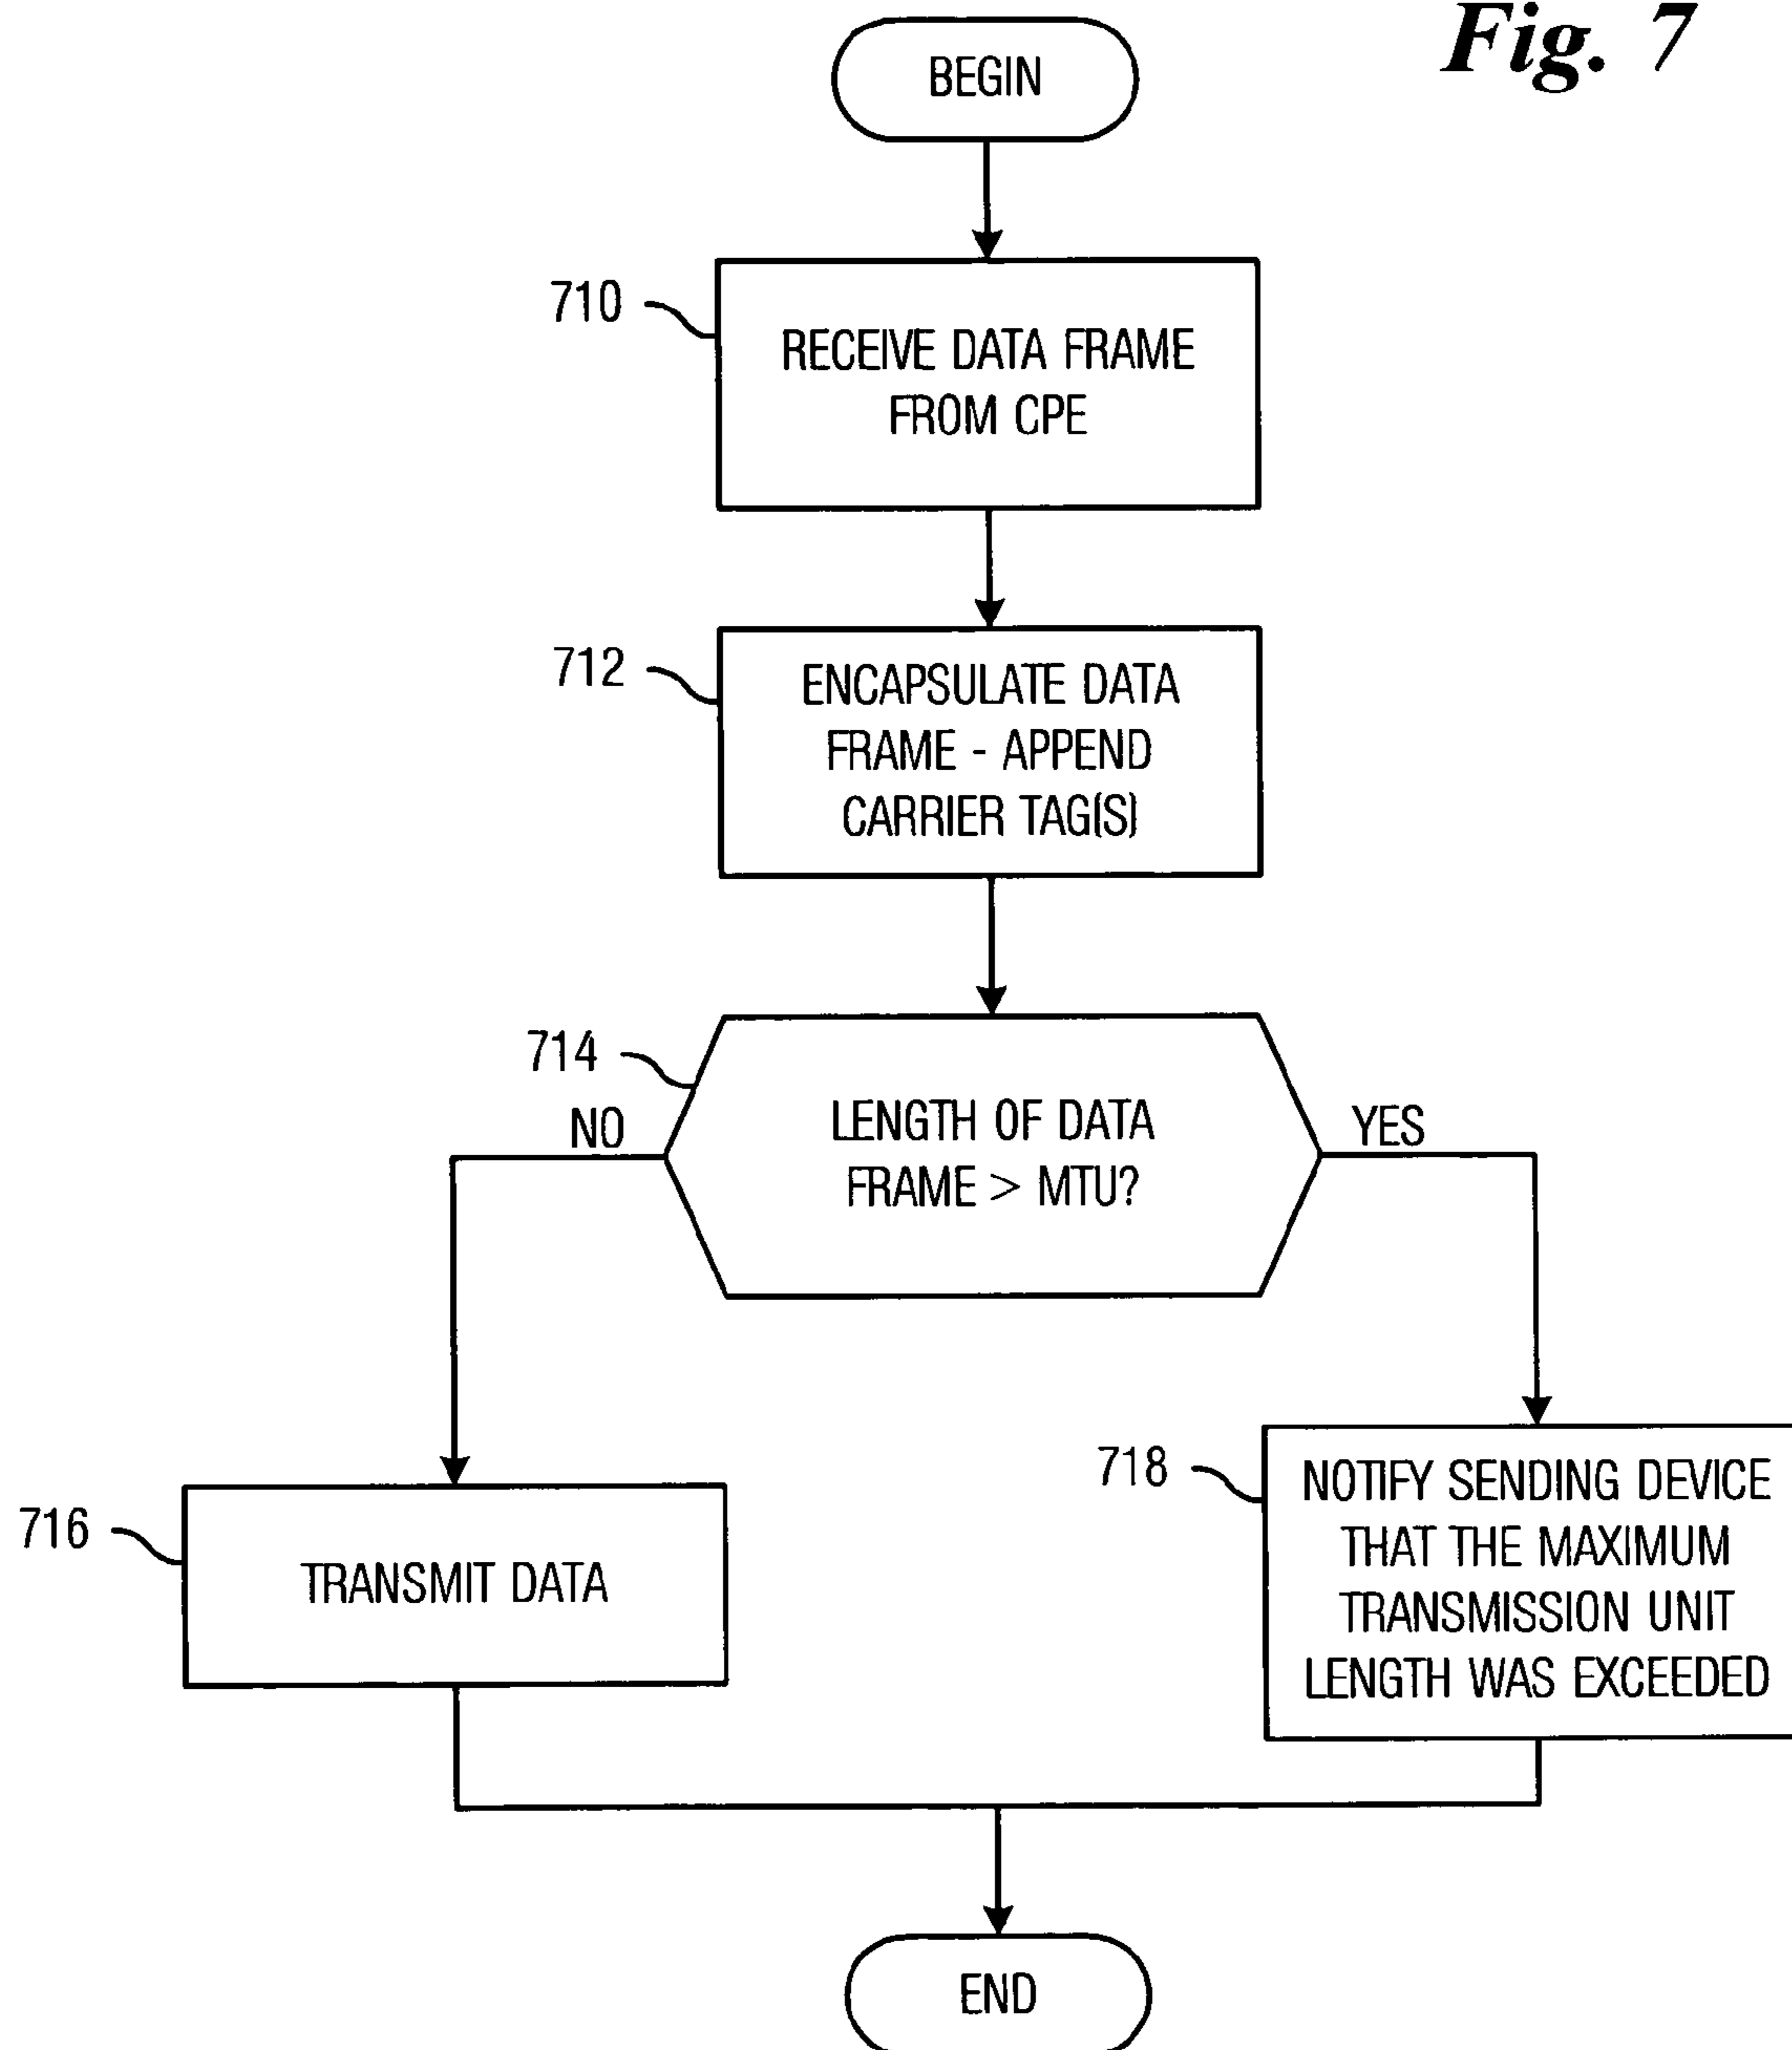 Fig. 7
BEGIN
710
RECEIVE DATA FRAME
FROM CPE
712
ENCAPSULATE DATA
FRAME - APPEND
CARRIER TAG(S)
714
LENGTH OF DATA
FRAME > MTU?
NO
YES
716
TRANSMIT DATA
718
NOTIFY SENDING DEVICE
THAT THE MAXIMUM
TRANSMISSION UNIT
LENGTH WAS EXCEEDED
END